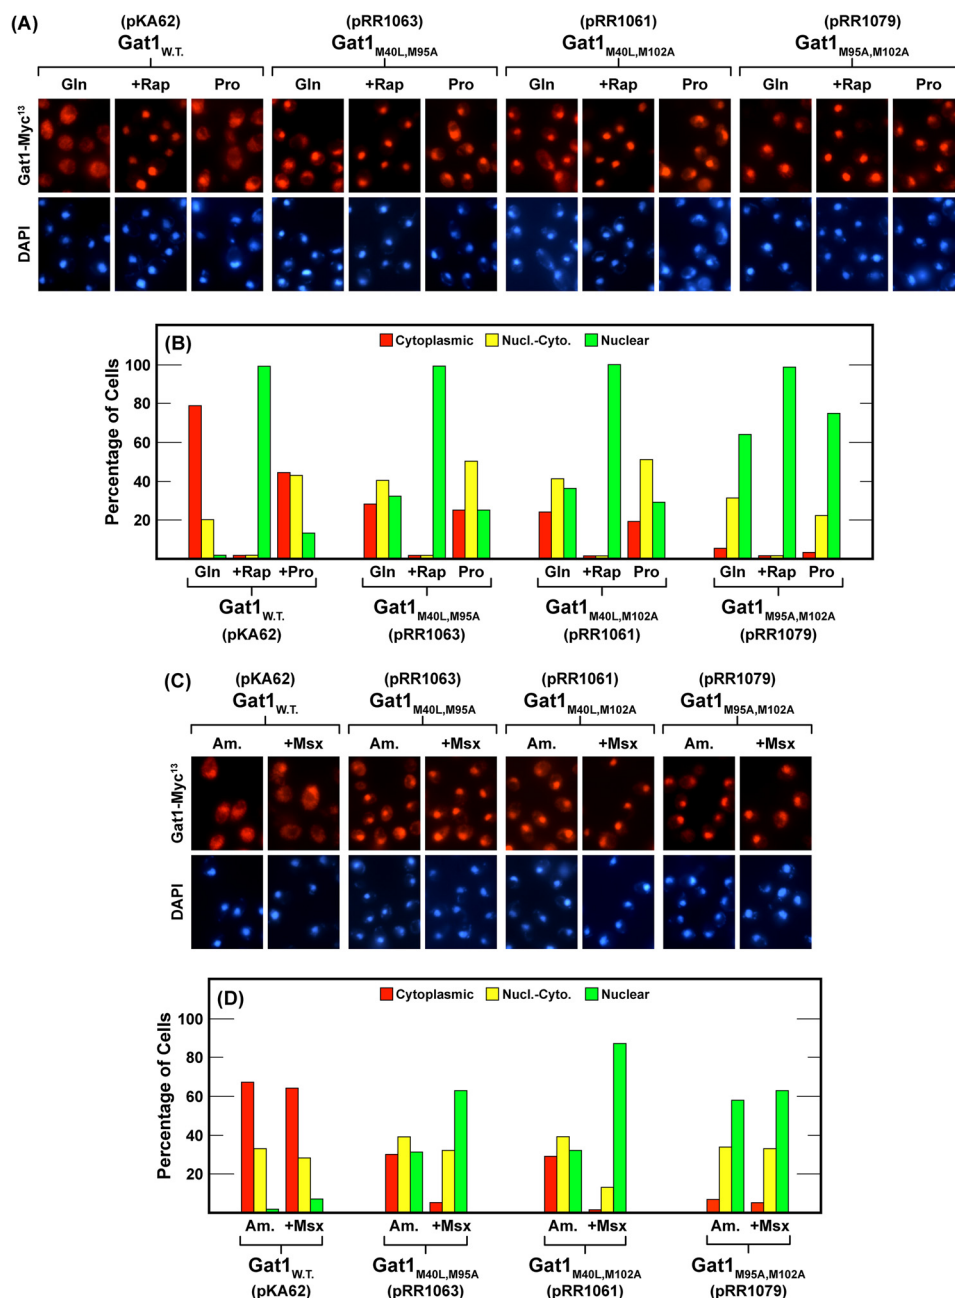 (A)
(pKA62) (pRR1063) (pRR1061) (pRR1079)
Gat1W.T. Gat1M40L,M95A Gat1M40L,M102A Gat1M95A,M102A
Gln +Rap Pro Gln +Rap Pro Gln +Rap Pro Gln +Rap Pro
Gat1-Myc13
DAPI
(B)
Cytoplasmic Nucl.-Cyto. Nuclear
Percentage of Cells
100
80
60
40
20
Gln +Rap +Pro Gln +Rap Pro Gln +Rap Pro Gln +Rap Pro
Gat1W.T. Gat1M40L,M95A Gat1M40L,M102A Gat1M95A,M102A
(pKA62) (pRR1063) (pRR1061) (pRR1079)
(C)
(pKA62) (pRR1063) (pRR1061) (pRR1079)
Gat1W.T. Gat1M40L,M95A Gat1M40L,M102A Gat1M95A,M102A
Am. +Msx Am. +Msx Am. +Msx Am. +Msx
Gat1-Myc13
DAPI
(D)
Cytoplasmic Nucl.-Cyto. Nuclear
Percentage of Cells
100
80
60
40
20
Am. +Msx Am. +Msx Am. +Msx Am. +Msx
Gat1W.T. Gat1M40L,M95A Gat1M40L,M102A Gat1M95A,M102A
(pKA62) (pRR1063) (pRR1061) (pRR1079)